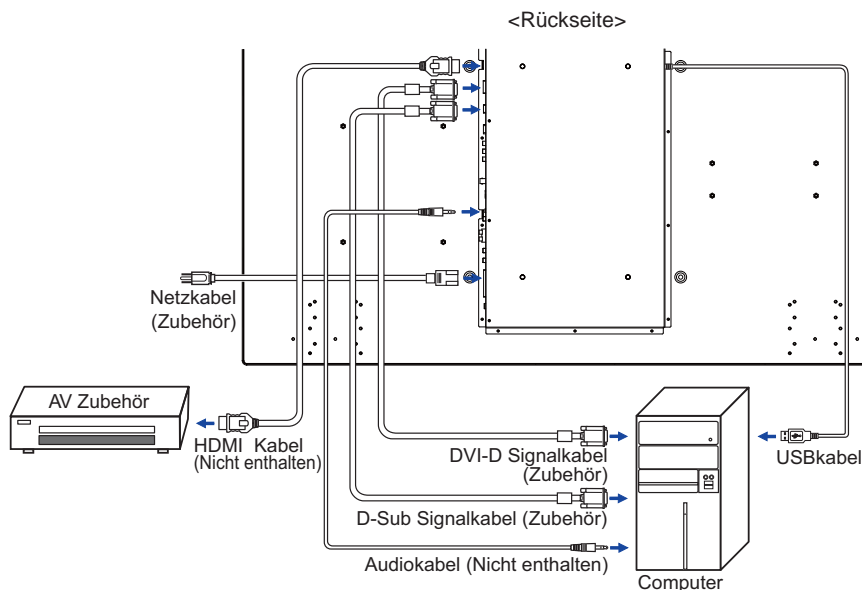 <Rückseite>
Netzkabel
(Zubehör)
AV Zubehör
HDMI Kabel
(Nicht enthalten)
DVI-D Signalkabel
(Zubehör)
USBkabel
D-Sub Signalkabel (Zubehör)
Audiokabel (Nicht enthalten)
Computer